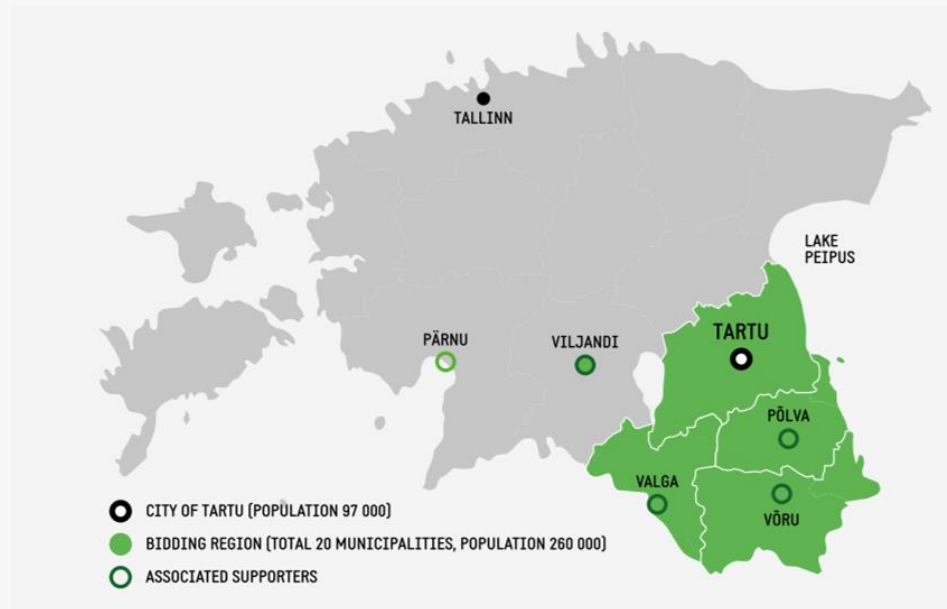 TALLINN
LAKE
PEIPUS
PÄRNU
VILJANDI
TARTU
PÕLVA
VALGA
VÕRU
CITY OF TARTU (POPULATION 97 000)
BIDDING REGION (TOTAL 20 MUNICIPALITIES, POPULATION 260 000)
ASSOCIATED SUPPORTERS